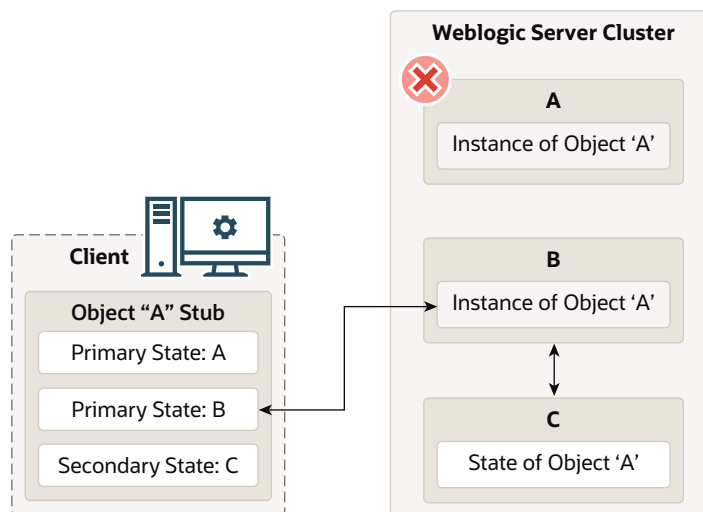 Weblogic Server Cluster
A
Instance of Object ‘A’
B
Instance of Object ‘A’
C
State of Object ‘A’
Client
Object “A” Stub
Primary State: A
Primary State: B
Secondary State: C